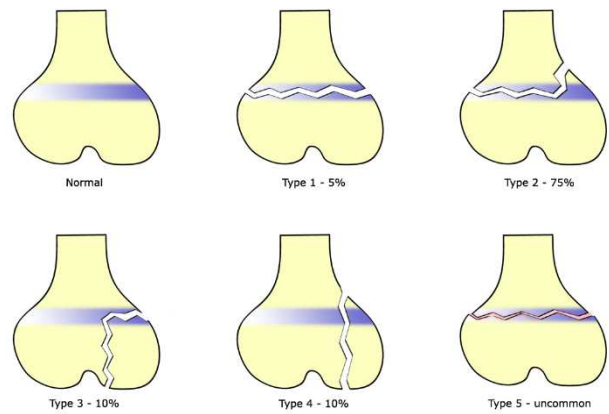 Normal
Type 1 - 5%
Type 2 - 75%
Type 3 - 10%
Type 4 - 10%
Type 5 - uncommon